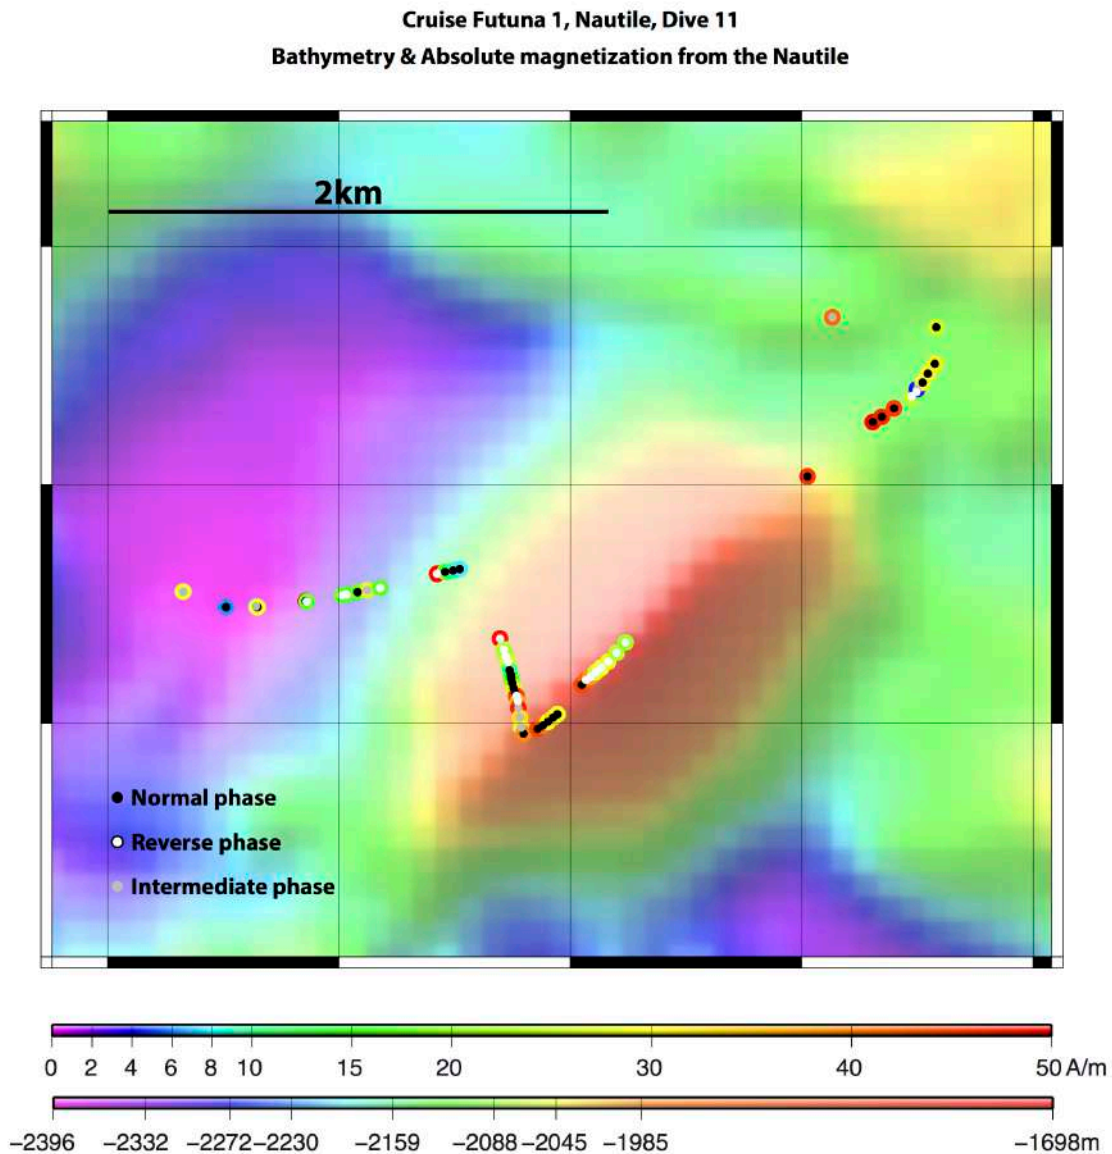 Cruise Futuna 1, Nautile, Dive 11
Bathymetry & Absolute magnetization from the Nautile
2km
Normal phase
Reverse phase
Intermediate phase
0 2 4 6 8 10 15 20 30 40 50 A/m
−2396 −2332 −2272 −2230 −2159 −2088 −2045 −1985 −1698m